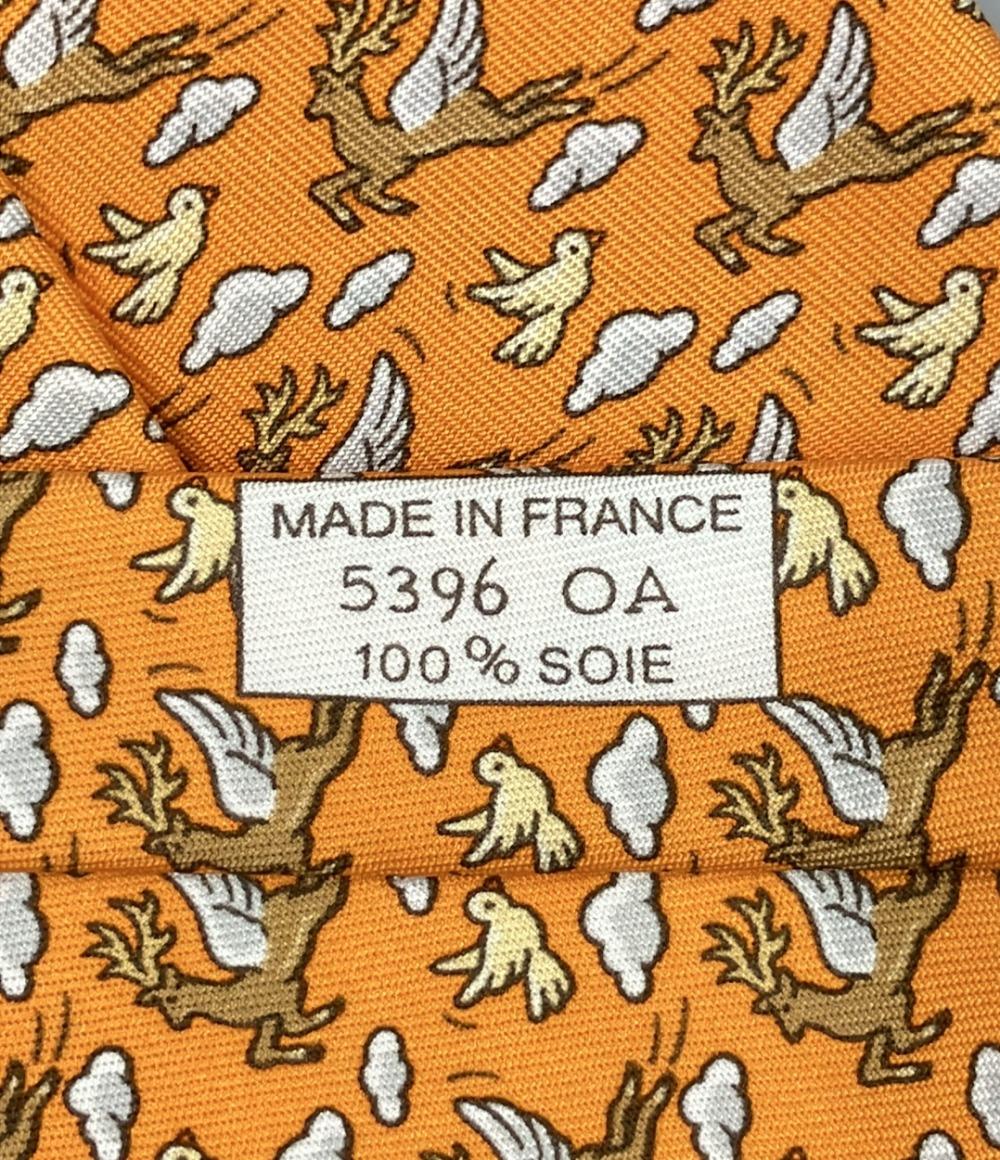 MADE IN FRANCE
5396 OA
100% SOIE